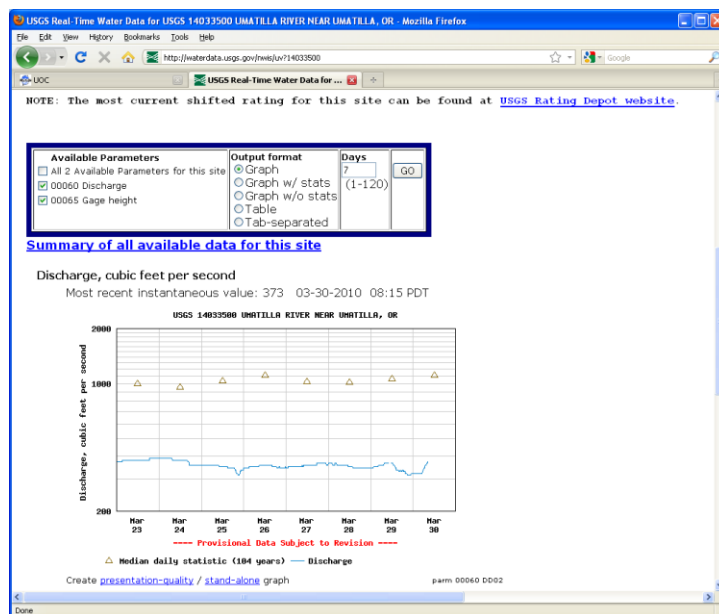 USGS Real-Time Water Data for USGS 14033500 UMATILLA RIVER NEAR UMATILLA, OR - Mozilla Firefox
File Edit View History Bookmarks Tools Help
http://waterdata.usgs.gov/nwis/uv?14033500
Google
UOC
USGS Real-Time Water Data for ...
NOTE: The most current shifted rating for this site can be found at USGS Rating Depot website.
Available Parameters Output format Days
All 2 Available Parameters for this site Graph 7 GO
00060 Discharge Graph w/ stats (1-120)
00065 Gage height Graph w/o stats
Table
Tab-separated
Summary of all available data for this site
Discharge, cubic feet per second
Most recent instantaneous value: 373 03-30-2010 08:15 PDT
USGS 14033500 UMATILLA RIVER NEAR UMATILLA, OR
Discharge, cubic feet per second
2000
1000
200
Mar Mar Mar Mar Mar Mar Mar Mar
23 24 25 26 27 28 29 30
---- Provisional Data Subject to Revision ----
Median daily statistic (104 years) Discharge
Create presentation-quality / stand-alone graph parm 00060 DD02
Done